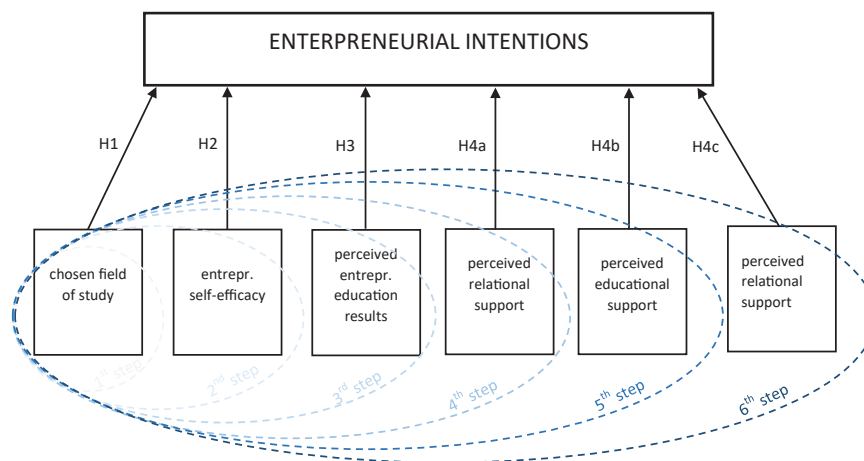 ENTERPRENEURIAL INTENTIONS
H1
H2
H3
H4a
H4b
H4c
chosen field
of study
entrepr.
self-efficacy
perceived
entrepr.
education
results
perceived
relational
support
perceived
educational
support
perceived
relational
support
1st step
2nd step
3rd step
4th step
5th step
6th step